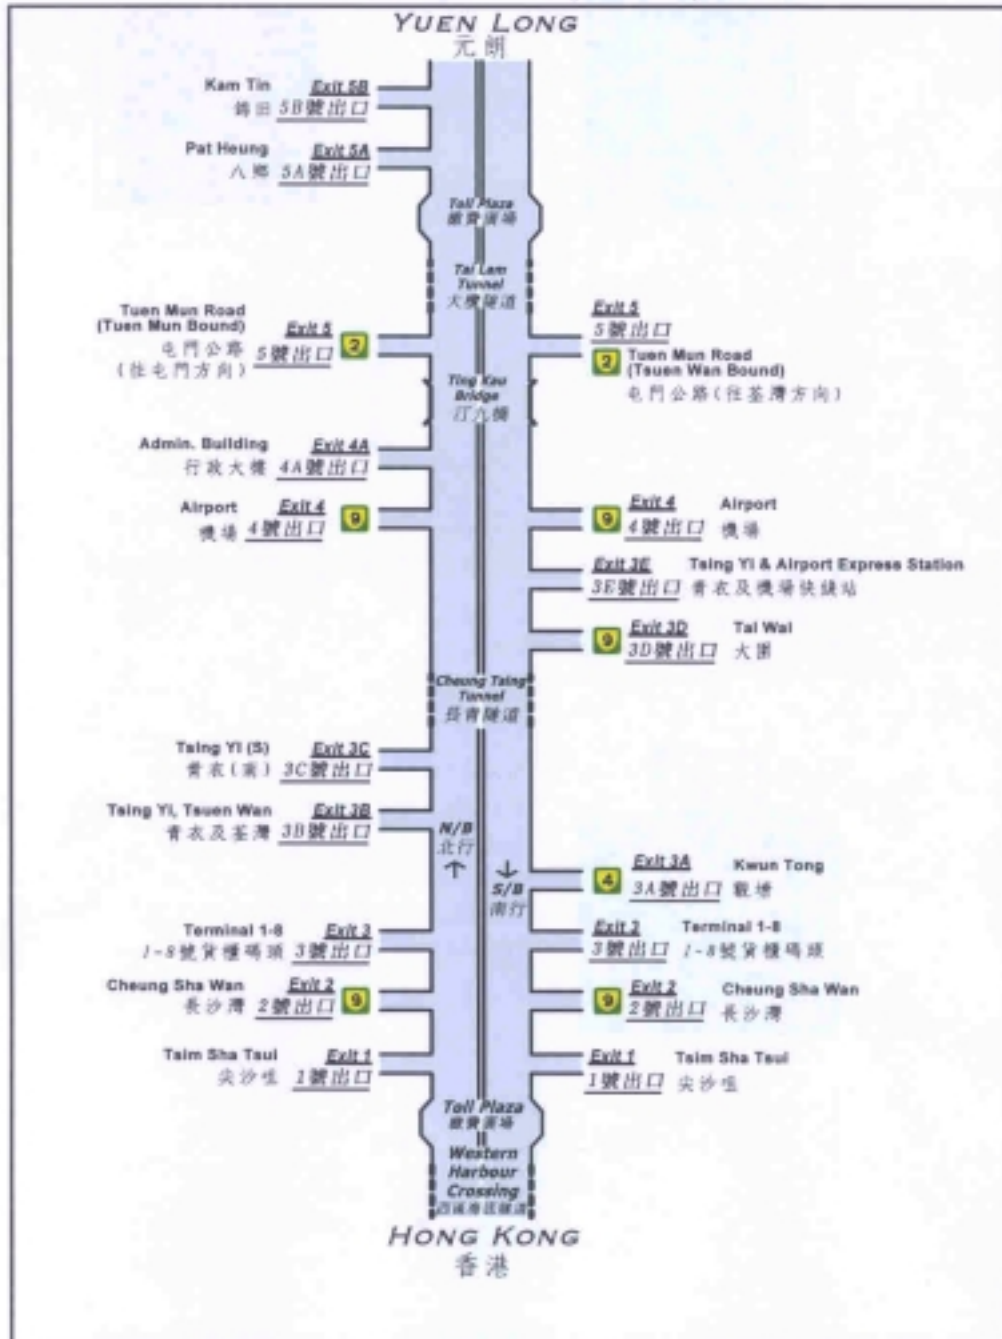 YUEN LONG
元朗
Kam Tin Exit 5B
錦田 5B號出口
Pat Heung Exit 5A
八鄉 5A號出口
Toll Plaza
繳費廣場
Tai Lam
Tunnel
大欖隧道
Tuen Mun Road
(Tuen Mun Bound) Exit 5
屯門公路 5號出口 2
(往屯門方向)
Exit 5
5號出口
2 Tuen Mun Road
(Tsuen Wan Bound)
屯門公路(往荃灣方向)
Ting Kau
Bridge
汀九橋
Admin. Building Exit 4A
行政大樓 4A號出口
Airport Exit 4 9
機場 4號出口
9 Exit 4 Airport
4號出口 機場
Exit 3E Tsing Yi & Airport Express Station
3E號出口 青衣及機場快綫站
9 Exit 3D Tai Wai
3D號出口 大圍
Cheung Tsing
Tunnel
長青隧道
Tsing Yi (S) Exit 3C
青衣(南) 3C號出口
Tsing Yi, Tsuen Wan Exit 3B
青衣及荃灣 3B號出口
N/B
北行
↑
↓
S/B
南行
4 Exit 3A Kwun Tong
3A號出口 觀塘
Terminal 1-8 Exit 3
1-8號貨櫃碼頭 3號出口
Exit 3 Terminal 1-8
3號出口 1-8號貨櫃碼頭
Cheung Sha Wan Exit 2 9
長沙灣 2號出口
9 Exit 2 Cheung Sha Wan
2號出口 長沙灣
Tsim Sha Tsui Exit 1
尖沙咀 1號出口
Exit 1 Tsim Sha Tsui
1號出口 尖沙咀
Toll Plaza
繳費廣場
Western
Harbour
Crossing
西區海底隧道
HONG KONG
香港